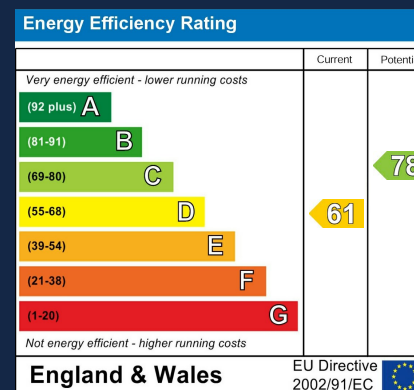 Energy Efficiency Rating
Current
Potenti
Very energy efficient - lower running costs
(92 plus) A
(81-91) B
(69-80) C
78
(55-68) D
61
(39-54) E
(21-38) F
(1-20) G
Not energy efficient - higher running costs
England & Wales
EU Directive
2002/91/EC